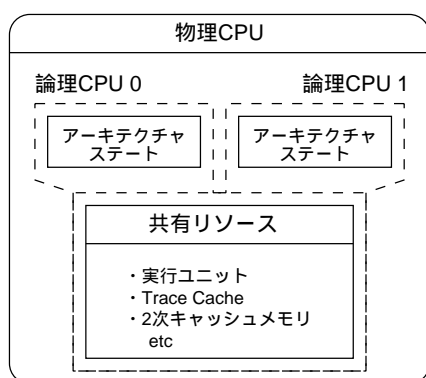 物理CPU
論理CPU 0
論理CPU 1
アーキテクチャ
ステート
アーキテクチャ
ステート
共有リソース
・実行ユニット
・Trace Cache
・2次キャッシュメモリ
etc